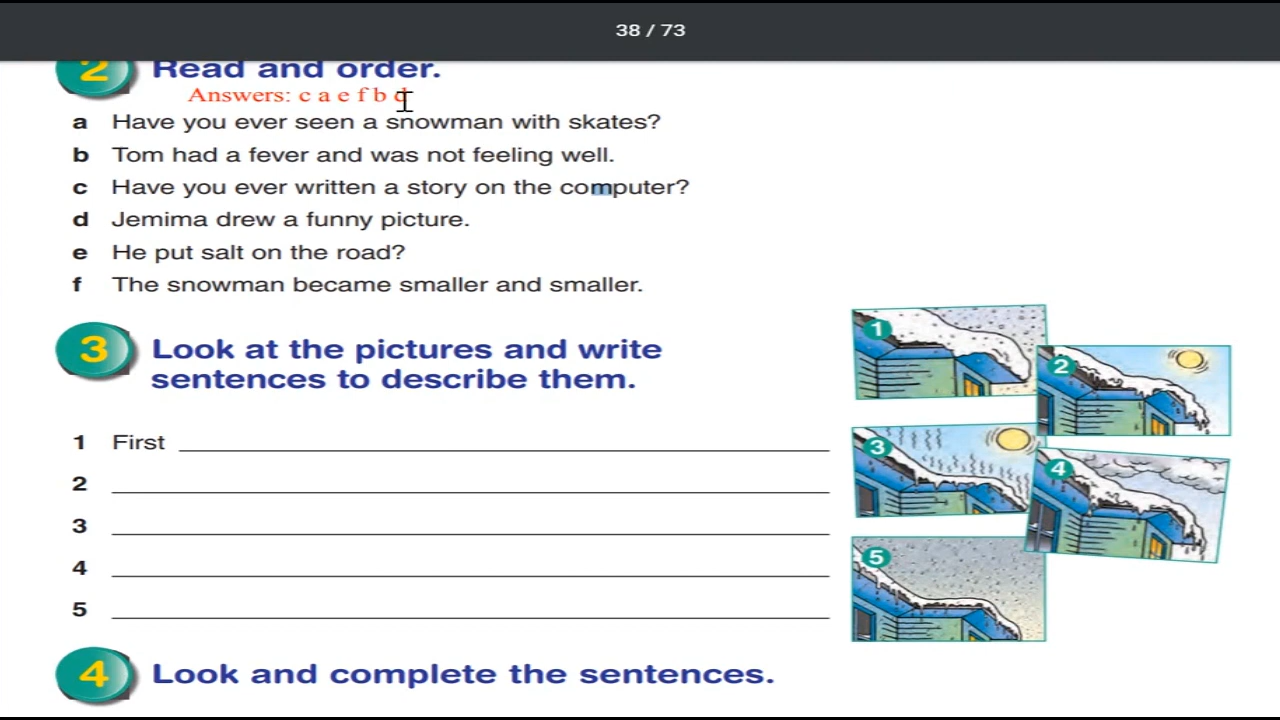 38 / 73
2 Read and order.
Answers: c a e f b d
a Have you ever seen a snowman with skates?
b Tom had a fever and was not feeling well.
c Have you ever written a story on the computer?
d Jemima drew a funny picture.
e He put salt on the road?
f The snowman became smaller and smaller.
3 Look at the pictures and write
sentences to describe them.
1 First
2
3
4
5
1
2
3
4
5
4 Look and complete the sentences.